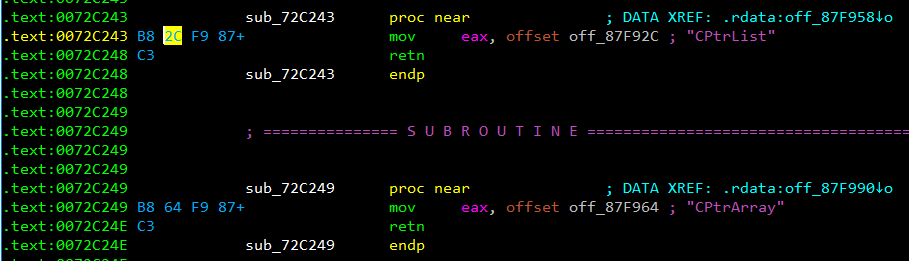 .text:0072C243 sub_72C243 proc near ; DATA XREF: .rdata:off_87F958↓o
.text:0072C243 B8 2C F9 87+ mov eax, offset off_87F92C ; "CPtrList"
.text:0072C248 C3 retn
.text:0072C248 sub_72C243 endp
.text:0072C248
.text:0072C249
.text:0072C249 ; =============== S U B R O U T I N E =======================================
.text:0072C249
.text:0072C249
.text:0072C249 sub_72C249 proc near ; DATA XREF: .rdata:off_87F990↓o
.text:0072C249 B8 64 F9 87+ mov eax, offset off_87F964 ; "CPtrArray"
.text:0072C24E C3 retn
.text:0072C24E sub_72C249 endp
.text:0072C24E